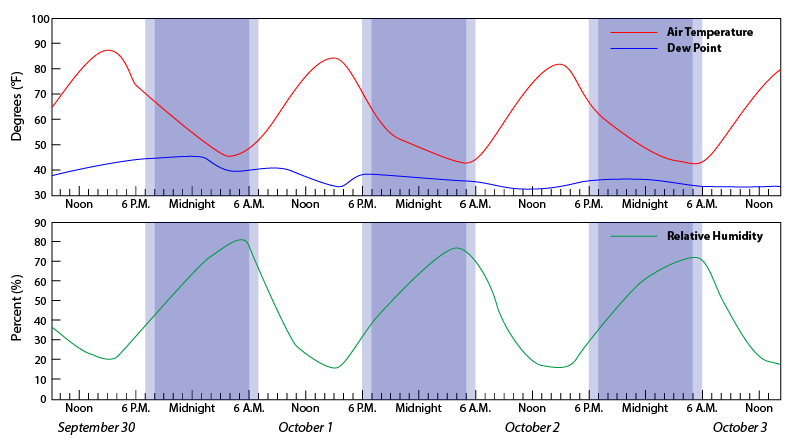 100
90
80
70
60
50
40
30
Degrees (°F)
Air Temperature
Dew Point
Noon 6 P.M. Midnight 6 A.M. Noon 6 P.M. Midnight 6 A.M. Noon 6 P.M. Midnight 6 A.M. Noon
90
80
70
60
50
40
30
20
10
0
Percent (%)
Relative Humidity
Noon 6 P.M. Midnight 6 A.M. Noon 6 P.M. Midnight 6 A.M. Noon 6 P.M. Midnight 6 A.M. Noon
September 30 October 1 October 2 October 3